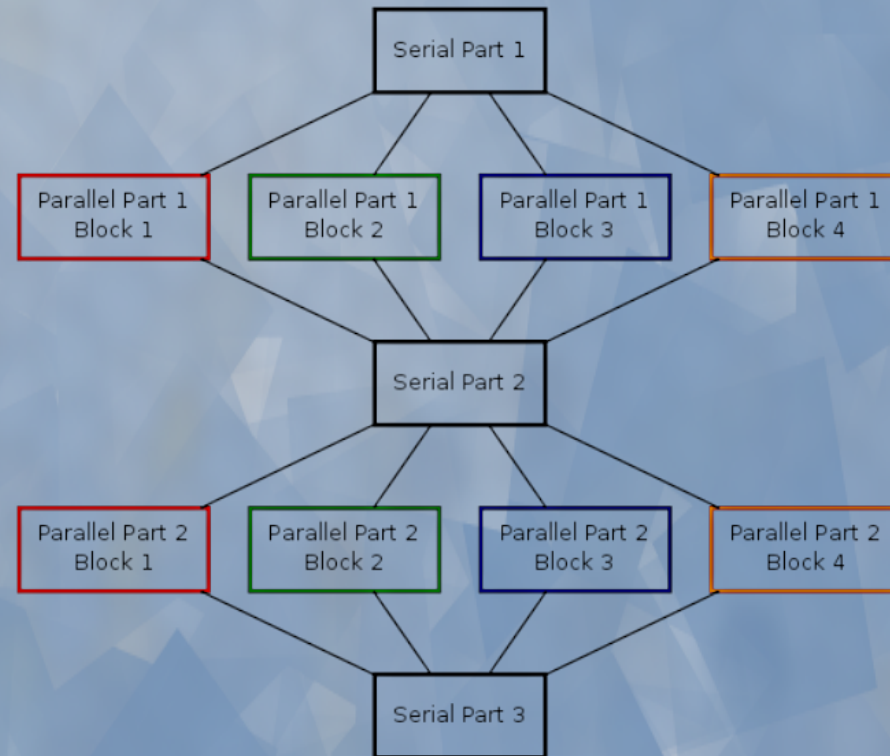 Serial Part 1
Parallel Part 1
Block 1
Parallel Part 1
Block 2
Parallel Part 1
Block 3
Parallel Part 1
Block 4
Serial Part 2
Parallel Part 2
Block 1
Parallel Part 2
Block 2
Parallel Part 2
Block 3
Parallel Part 2
Block 4
Serial Part 3